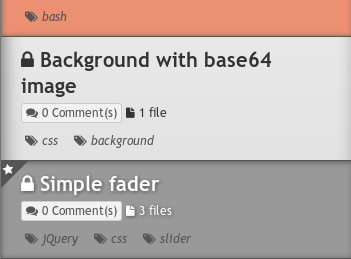 bash
Background with base64
image
0 Comment(s) 1 file
css background
Simple fader
0 Comment(s) 3 files
jQuery css slider